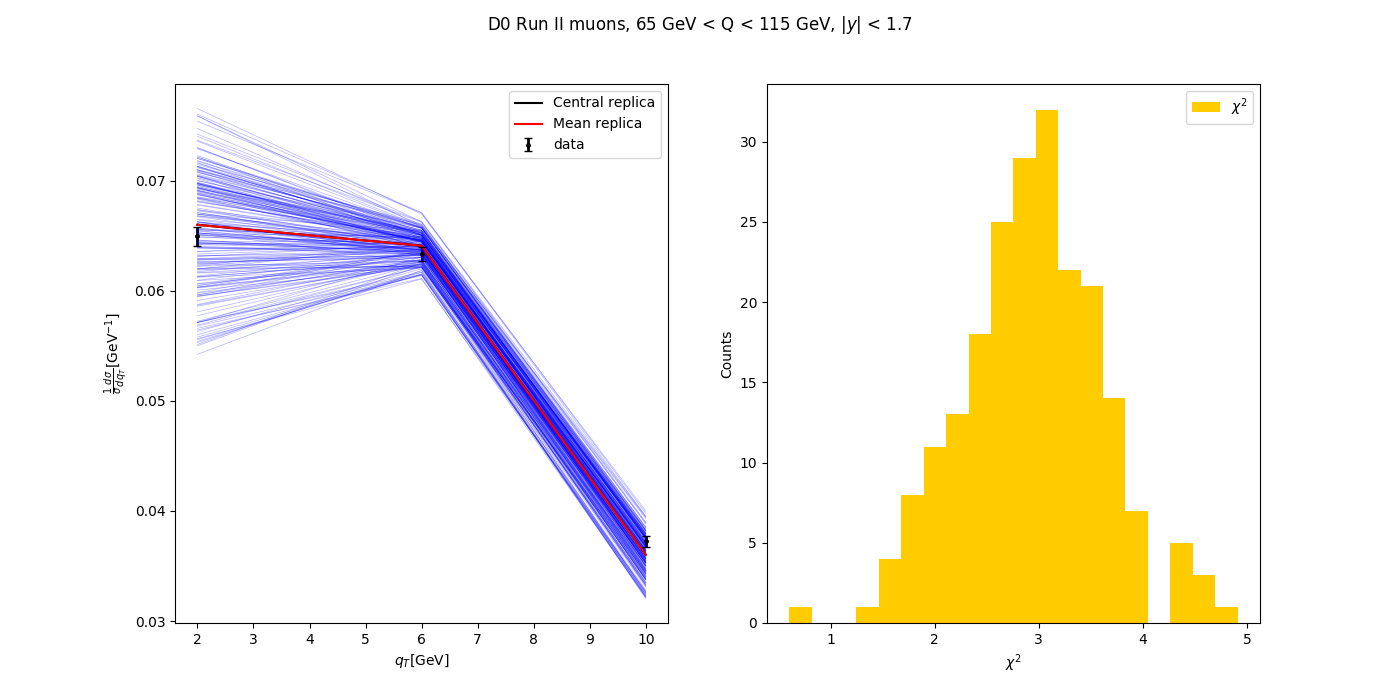 D0 Run II muons, 65 GeV < Q < 115 GeV, |y| < 1.7
Central replica
Mean replica
data
0.07
0.06
0.05
0.04
0.03
1/σ dσ/dq_T [GeV⁻¹]
2 3 4 5 6 7 8 9 10
q_T[GeV]
χ²
30
25
20
15
10
5
0
Counts
1 2 3 4 5
χ²